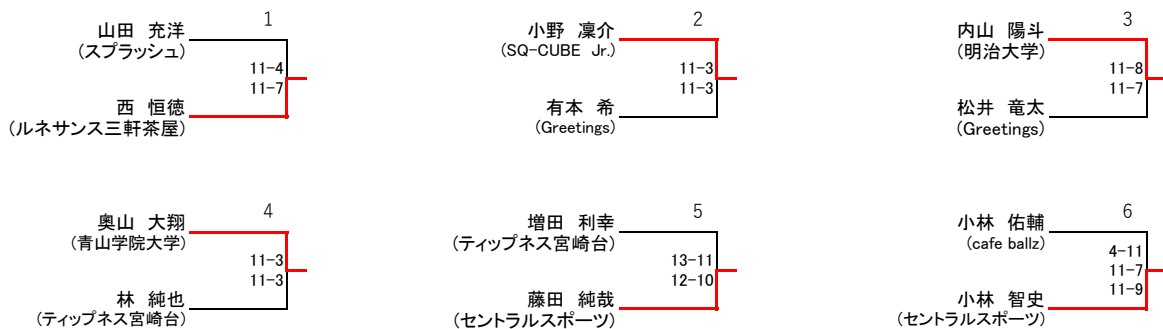 1
山田　充洋
(スプラッシュ)
11-4
11-7
西　恒徳
(ルネサンス三軒茶屋)
2
小野　凜介
(SQ-CUBE Jr.)
11-3
11-3
有本　希
(Greetings)
3
内山　陽斗
(明治大学)
11-8
11-7
松井　竜太
(Greetings)
4
奥山　大翔
(青山学院大学)
11-3
11-3
林　純也
(ティップネス宮崎台)
5
増田　利幸
(ティップネス宮崎台)
13-11
12-10
藤田　純哉
(セントラルスポーツ)
6
小林　佑輔
(cafe ballz)
4-11
11-7
11-9
小林　智史
(セントラルスポーツ)